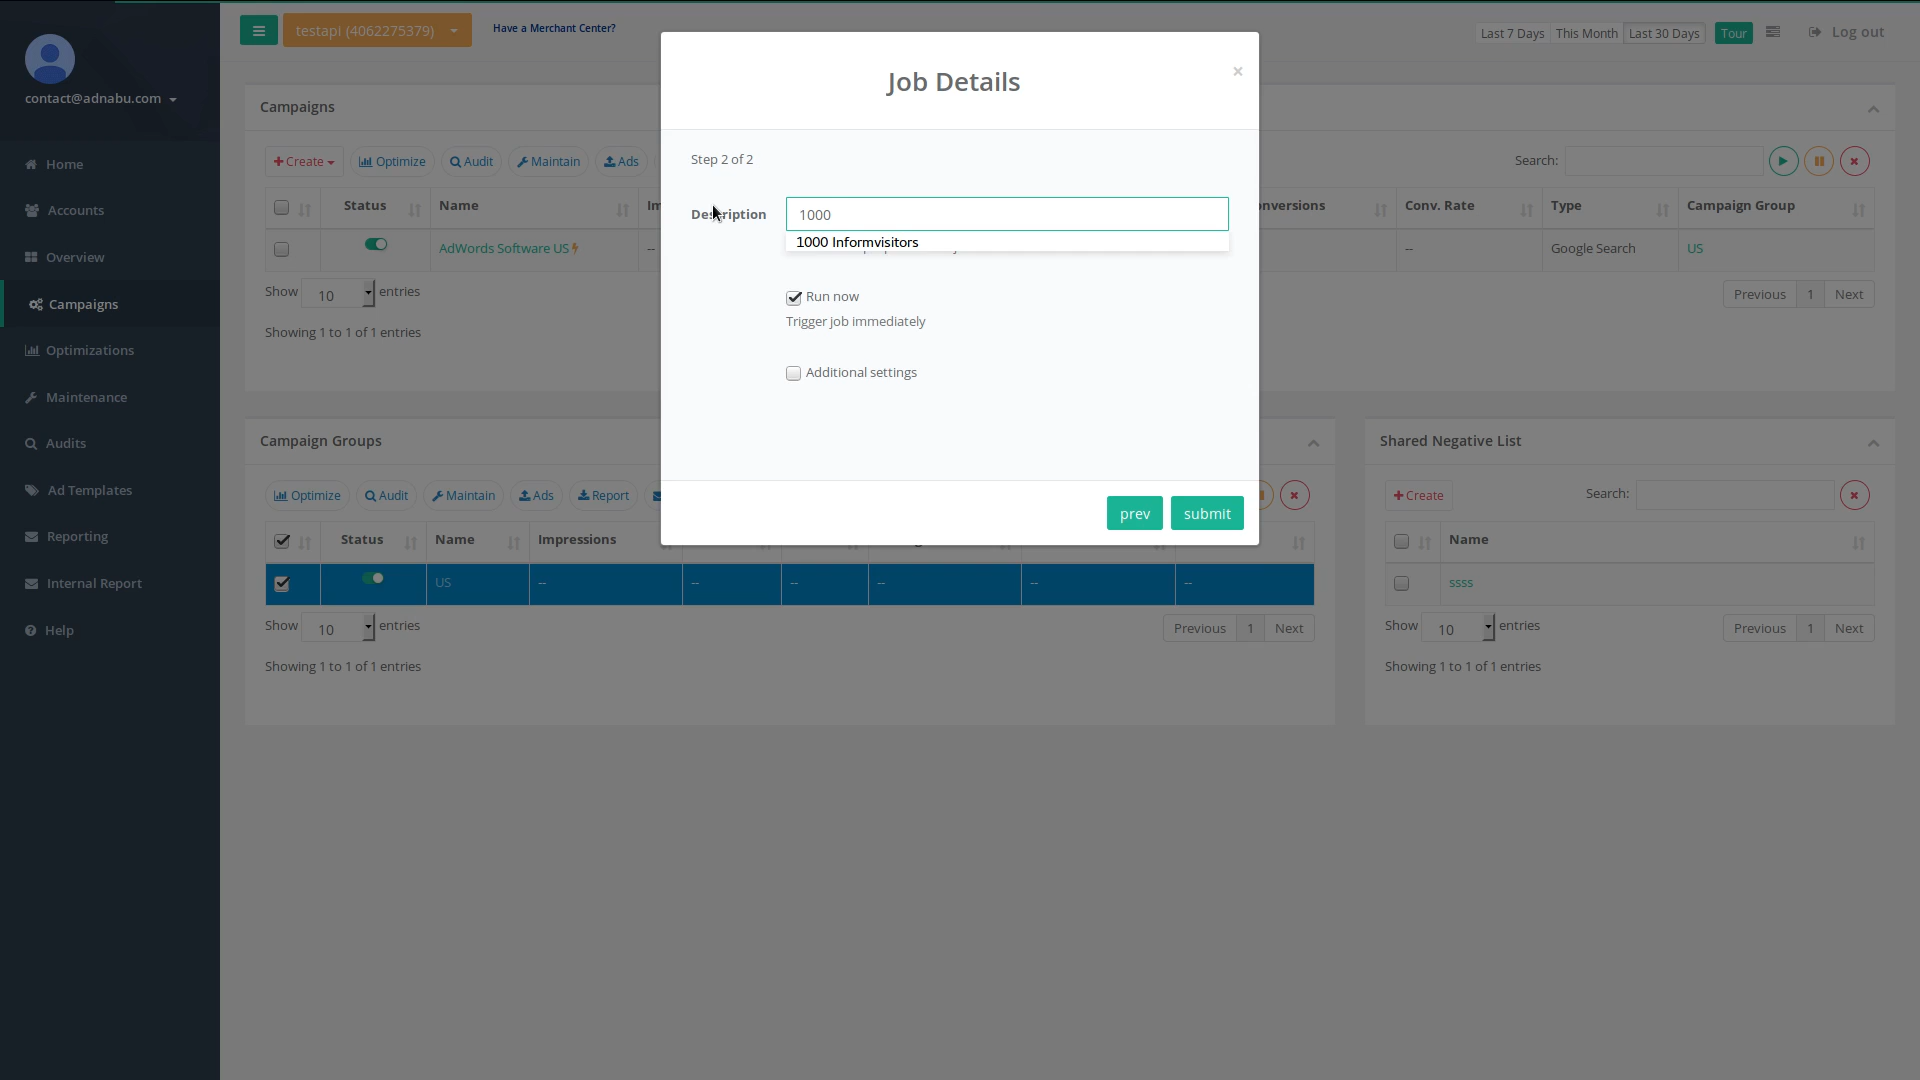 contact@adnabu.com
Home
Accounts
Overview
Campaigns
Optimizations
Maintenance
Audits
Ad Templates
Reporting
Internal Report
Help
testapi (4062275379)
Have a Merchant Center?
Last 7 Days This Month Last 30 Days Tour Log out
Campaigns
Create Optimize Audit Maintain Ads
Search:
Status Name Conv. Rate Type Campaign Group
AdWords Software US -- -- Google Search US
Show 10 entries
Previous 1 Next
Showing 1 to 1 of 1 entries
Job Details
×
Step 2 of 2
Description 1000
1000 Informvisitors
Run now
Trigger job immediately
Additional settings
prev submit
Campaign Groups
Optimize Audit Maintain Ads Report
Status Name Impressions
US -- -- -- -- -- --
Show 10 entries
Previous 1 Next
Showing 1 to 1 of 1 entries
Shared Negative List
Create Search:
Name
ssss
Show 10 entries
Previous 1 Next
Showing 1 to 1 of 1 entries